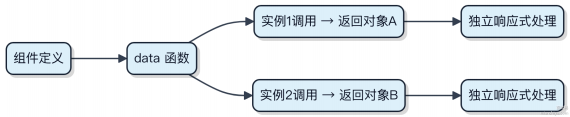 组件定义
data 函数
实例1调用 → 返回对象A
独立响应式处理
实例2调用 → 返回对象B
独立响应式处理